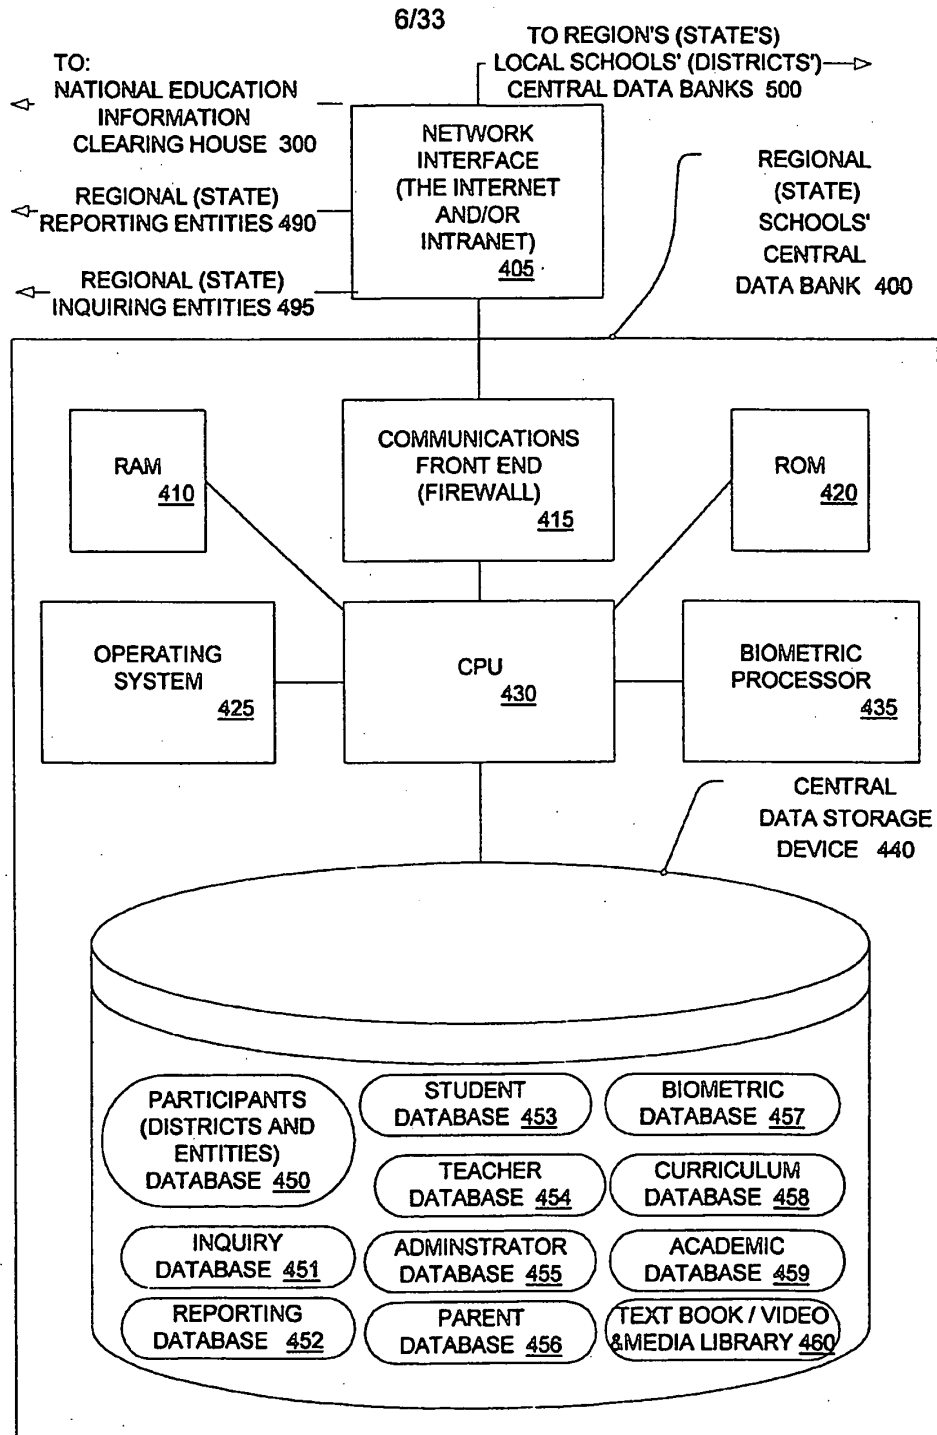 6/33
TO:
NATIONAL EDUCATION
INFORMATION
CLEARING HOUSE 300
REGIONAL (STATE)
REPORTING ENTITIES 490
REGIONAL (STATE)
INQUIRING ENTITIES 495
TO REGION'S (STATE'S)
LOCAL SCHOOLS' (DISTRICTS')
CENTRAL DATA BANKS 500
NETWORK
INTERFACE
(THE INTERNET
AND/OR
INTRANET)
405
REGIONAL
(STATE)
SCHOOLS'
CENTRAL
DATA BANK 400
RAM
410
COMMUNICATIONS
FRONT END
(FIREWALL)
415
ROM
420
OPERATING
SYSTEM
425
CPU
430
BIOMETRIC
PROCESSOR
435
CENTRAL
DATA STORAGE
DEVICE 440
PARTICIPANTS
(DISTRICTS AND
ENTITIES)
DATABASE 450
INQUIRY
DATABASE 451
REPORTING
DATABASE 452
STUDENT
DATABASE 453
TEACHER
DATABASE 454
ADMINSTRATOR
DATABASE 455
PARENT
DATABASE 456
BIOMETRIC
DATABASE 457
CURRICULUM
DATABASE 458
ACADEMIC
DATABASE 459
TEXT BOOK / VIDEO
&MEDIA LIBRARY 460